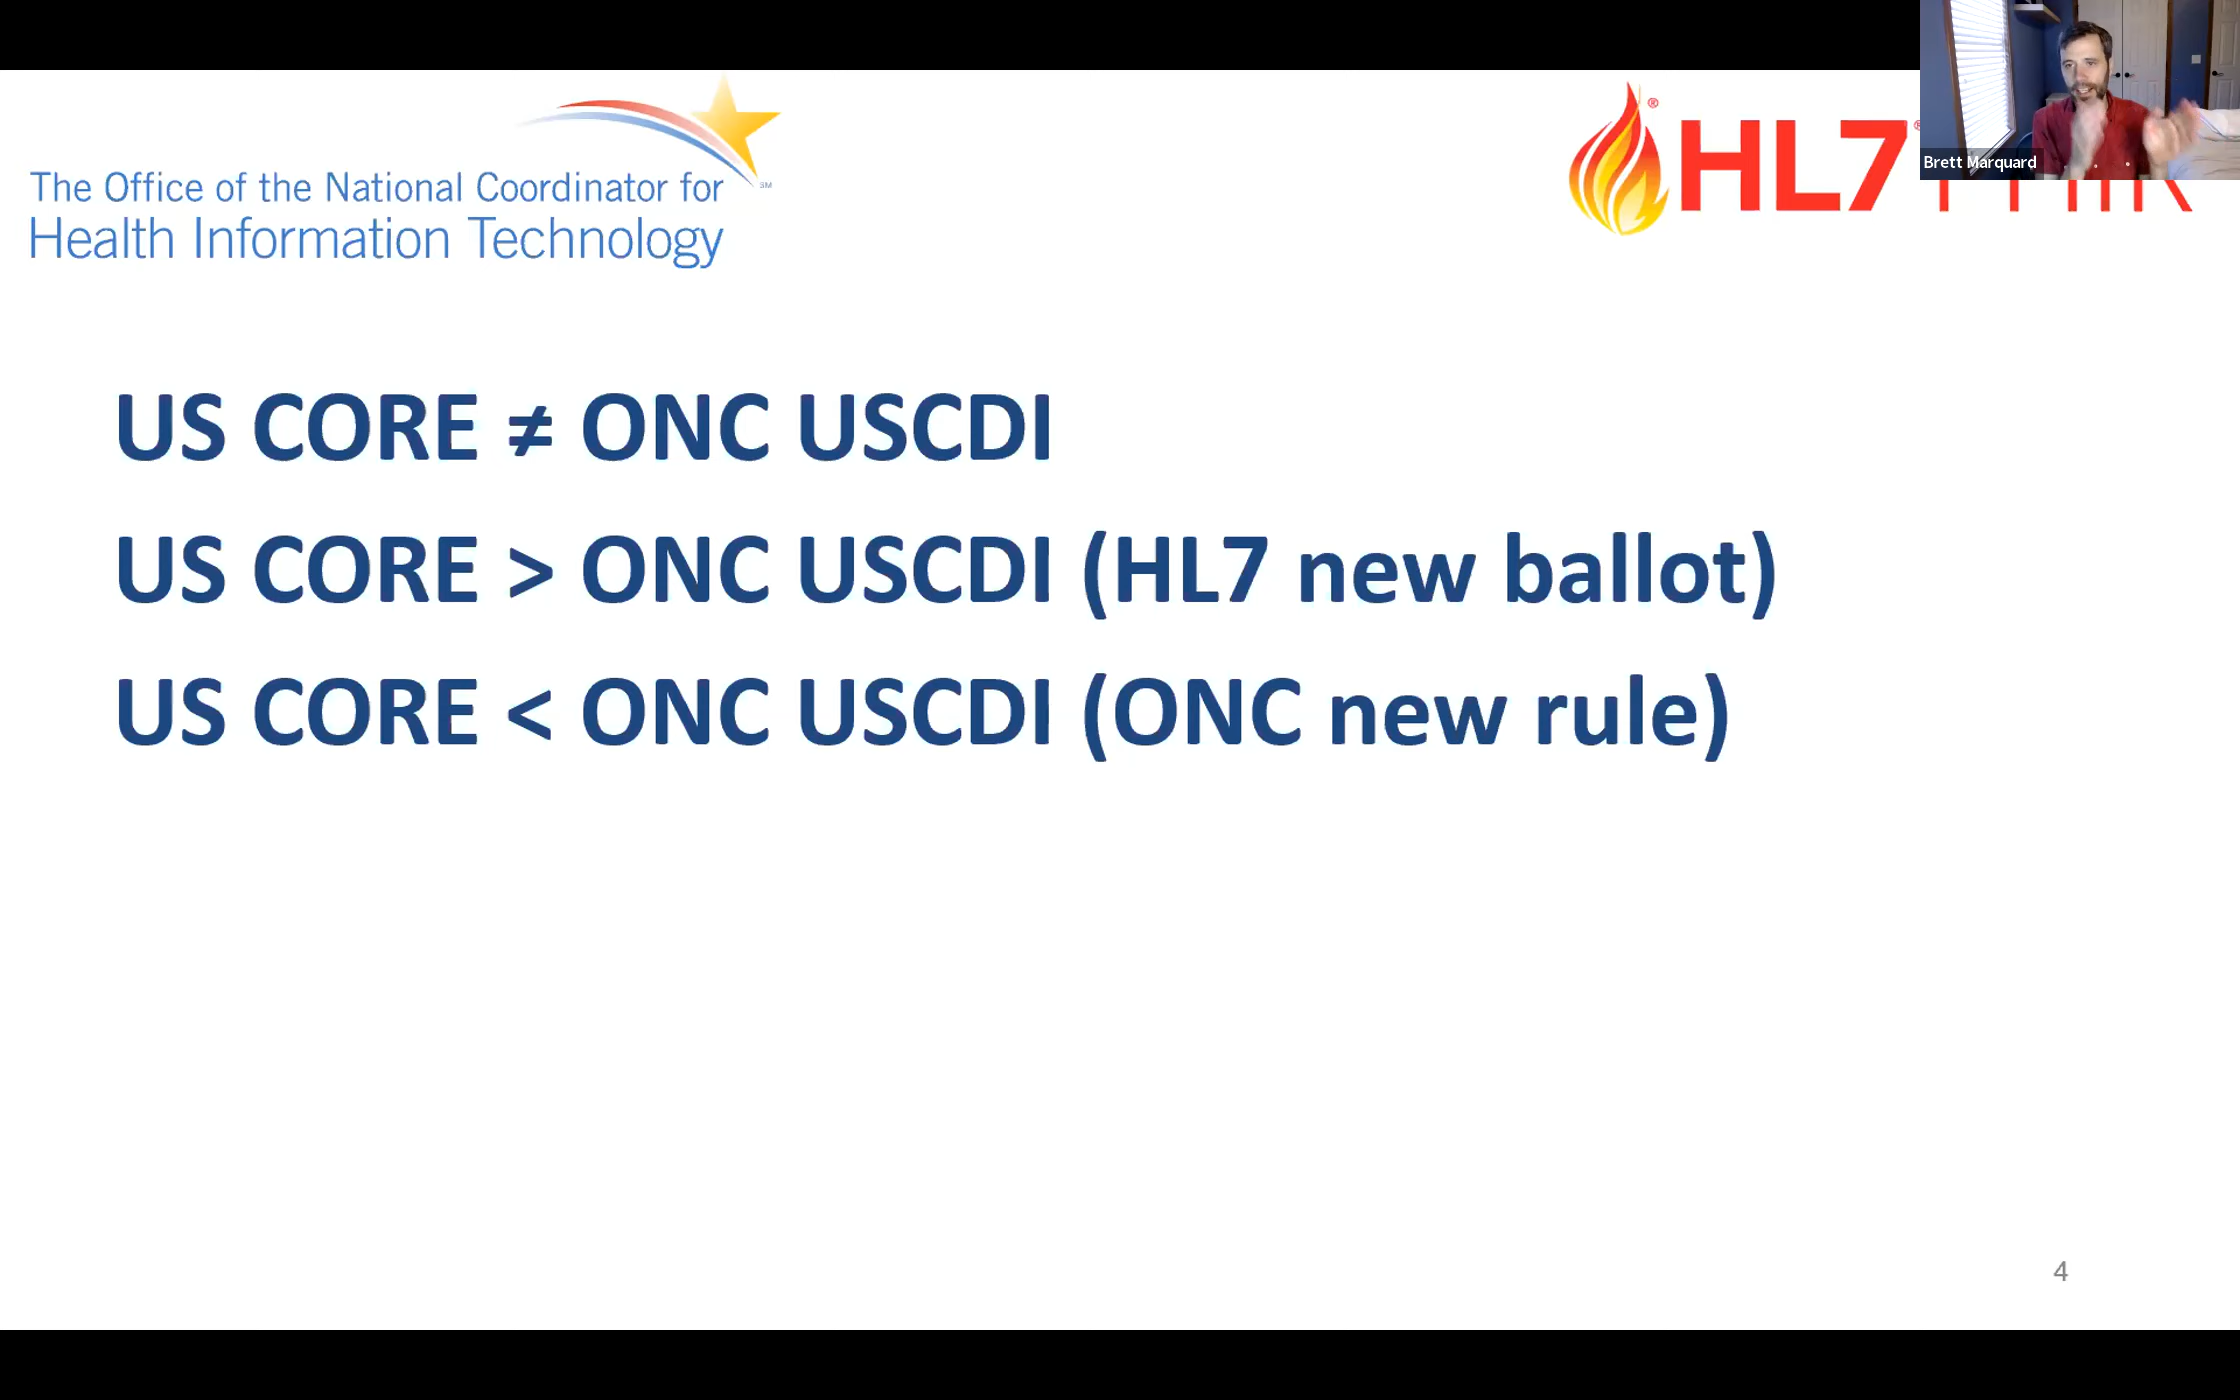 The Office of the National Coordinator for
Health Information Technology
SM
®
HL7
®
Brett Marquard
US CORE ≠ ONC USCDI
US CORE > ONC USCDI (HL7 new ballot)
US CORE < ONC USCDI (ONC new rule)
4